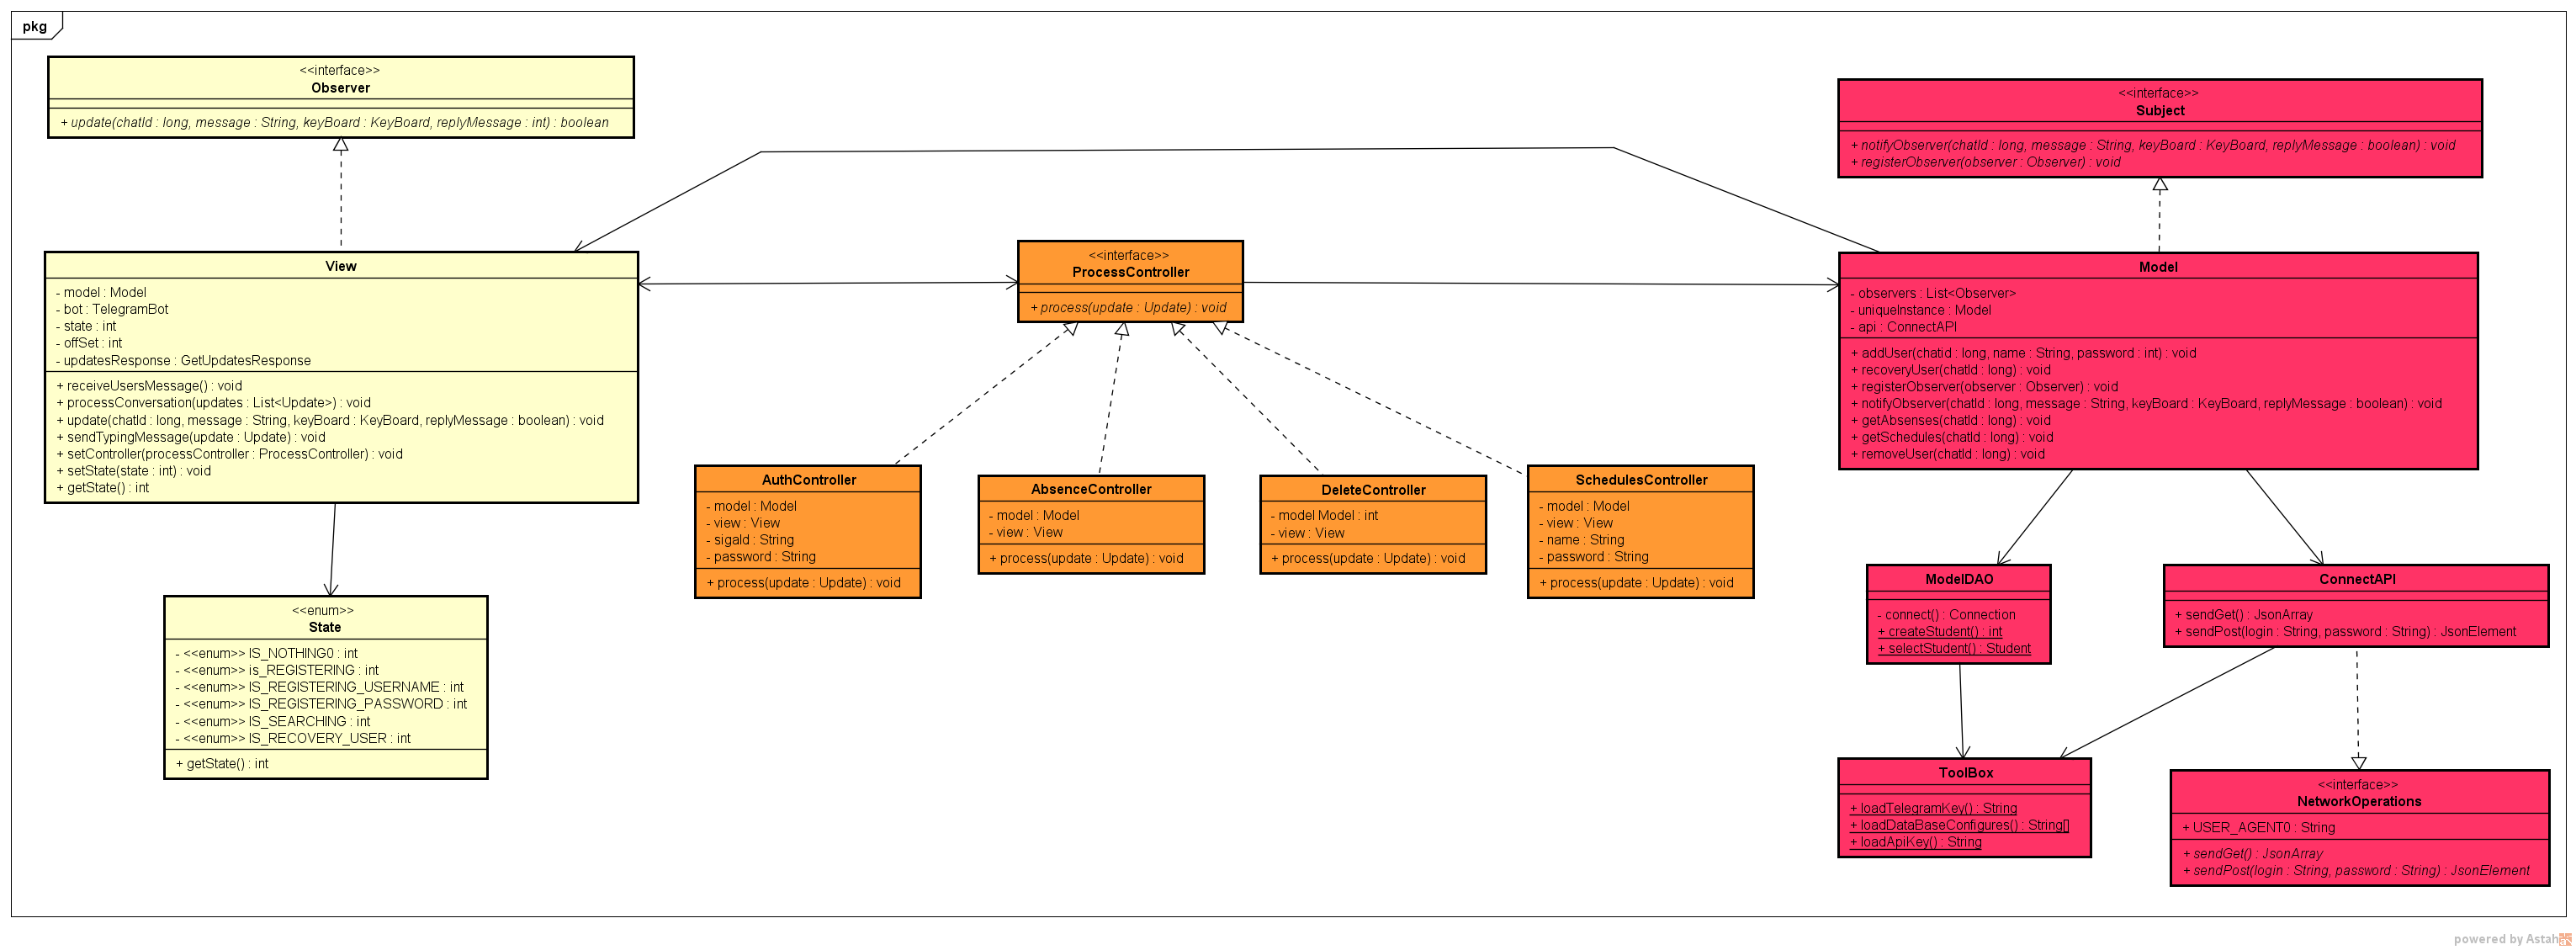 pkg
<<interface>>
Observer
+ update(chatId : long, message : String, keyBoard : KeyBoard, replyMessage : int) : boolean
<<interface>>
Subject
+ notifyObserver(chatId : long, message : String, keyBoard : KeyBoard, replyMessage : boolean) : void
+ registerObserver(observer : Observer) : void
View
- model : Model
- bot : TelegramBot
- state : int
- offSet : int
- updatesResponse : GetUpdatesResponse
+ receiveUsersMessage() : void
+ processConversation(updates : List<Update>) : void
+ update(chatId : long, message : String, keyBoard : KeyBoard, replyMessage : boolean) : void
+ sendTypingMessage(update : Update) : void
+ setController(processController : ProcessController) : void
+ setState(state : int) : void
+ getState() : int
<<interface>>
ProcessController
+ process(update : Update) : void
Model
- observers : List<Observer>
- uniqueInstance : Model
- api : ConnectAPI
+ addUser(chatid : long, name : String, password : int) : void
+ recoveryUser(chatId : long) : void
+ registerObserver(observer : Observer) : void
+ notifyObserver(chatId : long, message : String, keyBoard : KeyBoard, replyMessage : boolean) : void
+ getAbsenses(chatId : long) : void
+ getSchedules(chatId : long) : void
+ removeUser(chatId : long) : void
AuthController
- model : Model
- view : View
- sigaId : String
- password : String
+ process(update : Update) : void
AbsenceController
- model : Model
- view : View
+ process(update : Update) : void
DeleteController
- model Model : int
- view : View
+ process(update : Update) : void
SchedulesController
- model : Model
- view : View
- name : String
- password : String
+ process(update : Update) : void
<<enum>>
State
- <<enum>> IS_NOTHING0 : int
- <<enum>> is_REGISTERING : int
- <<enum>> IS_REGISTERING_USERNAME : int
- <<enum>> IS_REGISTERING_PASSWORD : int
- <<enum>> IS_SEARCHING : int
- <<enum>> IS_RECOVERY_USER : int
+ getState() : int
ModelDAO
- connect() : Connection
+ createStudent() : int
+ selectStudent() : Student
ConnectAPI
+ sendGet() : JsonArray
+ sendPost(login : String, password : String) : JsonElement
ToolBox
+ loadTelegramKey() : String
+ loadDataBaseConfigures() : String[]
+ loadApiKey() : String
<<interface>>
NetworkOperations
+ USER_AGENT0 : String
+ sendGet() : JsonArray
+ sendPost(login : String, password : String) : JsonElement
powered by Astah